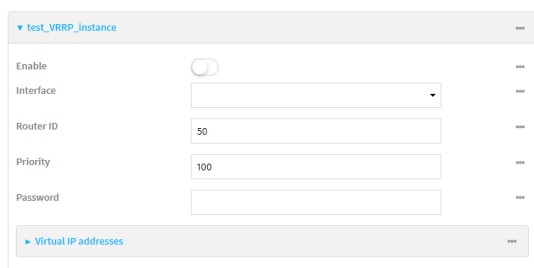 ▾ test_VRRP_instance
Enable
Interface
Router ID 50
Priority 100
Password
▸ Virtual IP addresses